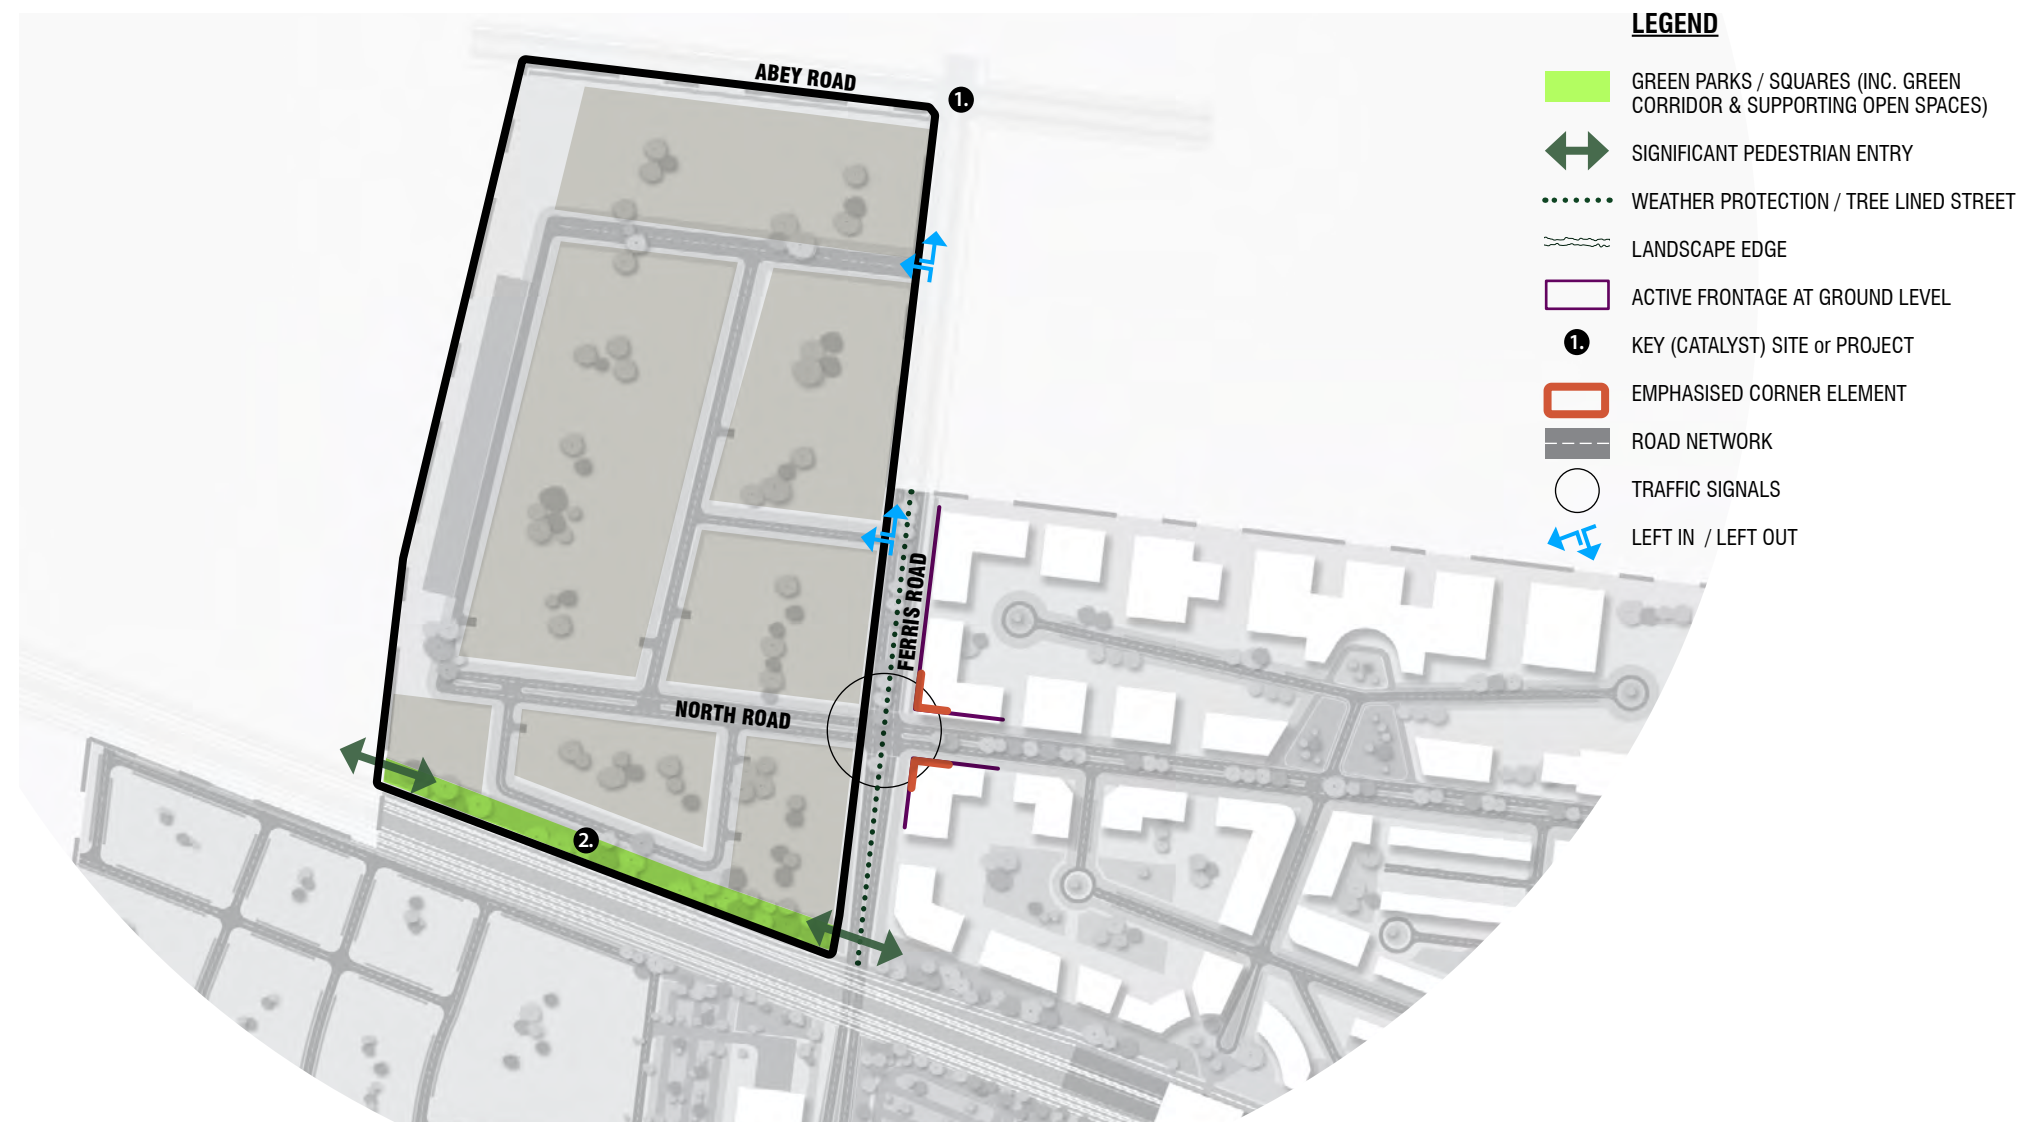 LEGEND
GREEN PARKS / SQUARES (INC. GREEN
CORRIDOR & SUPPORTING OPEN SPACES)
SIGNIFICANT PEDESTRIAN ENTRY
WEATHER PROTECTION / TREE LINED STREET
LANDSCAPE EDGE
ACTIVE FRONTAGE AT GROUND LEVEL
1.
KEY (CATALYST) SITE or PROJECT
EMPHASISED CORNER ELEMENT
ROAD NETWORK
TRAFFIC SIGNALS
LEFT IN / LEFT OUT
ABEY ROAD
1.
FERRIS ROAD
NORTH ROAD
2.